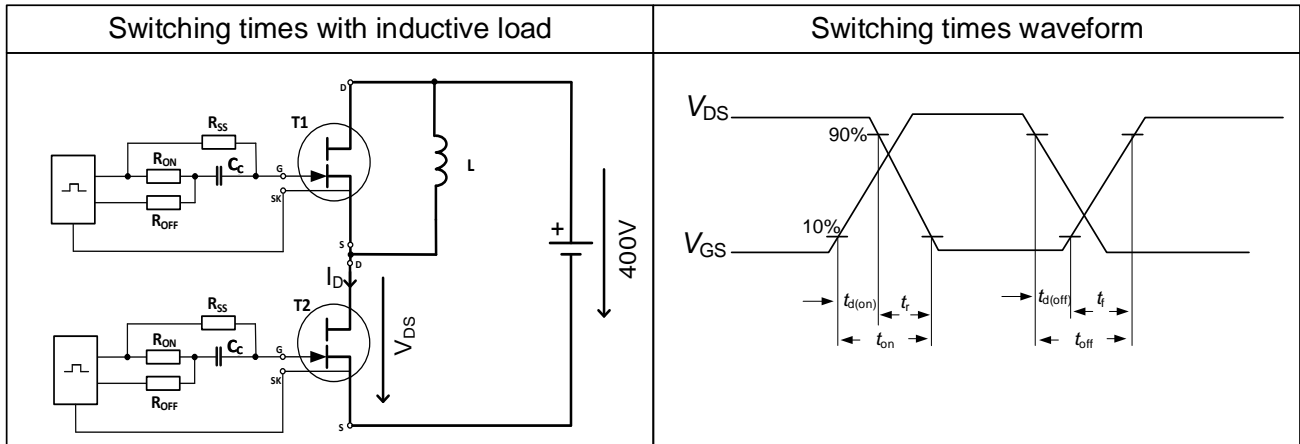 Switching times with inductive load
D
T1
RSS
RON
CC
G
ROFF
SK
L
S
D
+
400V
ID
T2
RSS
VDS
RON
CC
G
ROFF
SK
S
Switching times waveform
VDS
90%
10%
VGS
td(on) tr td(off) tf
ton toff